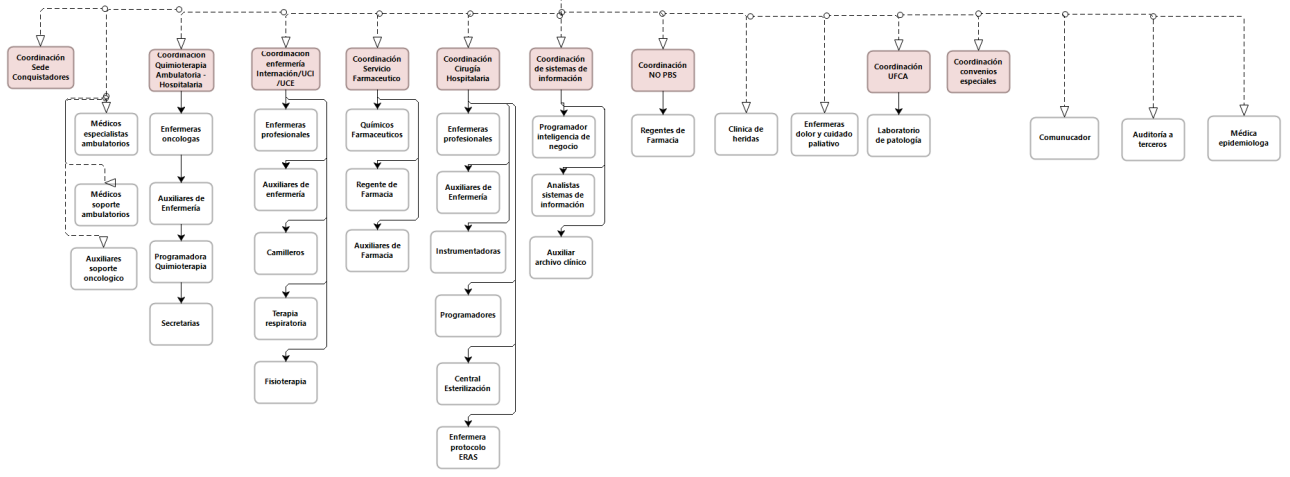 Coordinación
Sede
Conquistadores
Coordinación
Quimioterapia
Ambulatoria -
Hospitalaria
Coordinación
enfermería
Internación/UCI
/UCE
Coordinación
Servicio
Farmaceutico
Coordinación
Cirugía
Hospitalaria
Coordinación
de sistemas de
información
Coordinación
NO PBS
Coordinación
UFCA
Coordinación
convenios
especiales
Médicos
especialistas
ambulatorios
Enfermeras
oncologas
Enfermeras
profesionales
Químicos
Farmaceuticos
Enfermeras
profesionales
Programador
inteligencia de
negocio
Regentes de
Farmacia
Clinica de
heridas
Enfermeras
dolor y cuidado
paliativo
Laboratorio
de patología
Comunucador
Auditoría a
terceros
Médica
epidemiologa
Médicos
soporte
ambulatorios
Auxiliares de
Enfermería
Auxiliares de
enfermería
Regente de
Farmacia
Auxiliares de
Enfermería
Analistas
sistemas de
información
Auxiliares
soporte
oncologico
Programadora
Quimioterapia
Camilleros
Auxiliares de
Farmacia
Instrumentadoras
Auxiliar
archivo clínico
Secretarias
Terapia
respiratoria
Programadores
Fisioterapia
Central
Esterilización
Enfermera
protocolo
ERAS